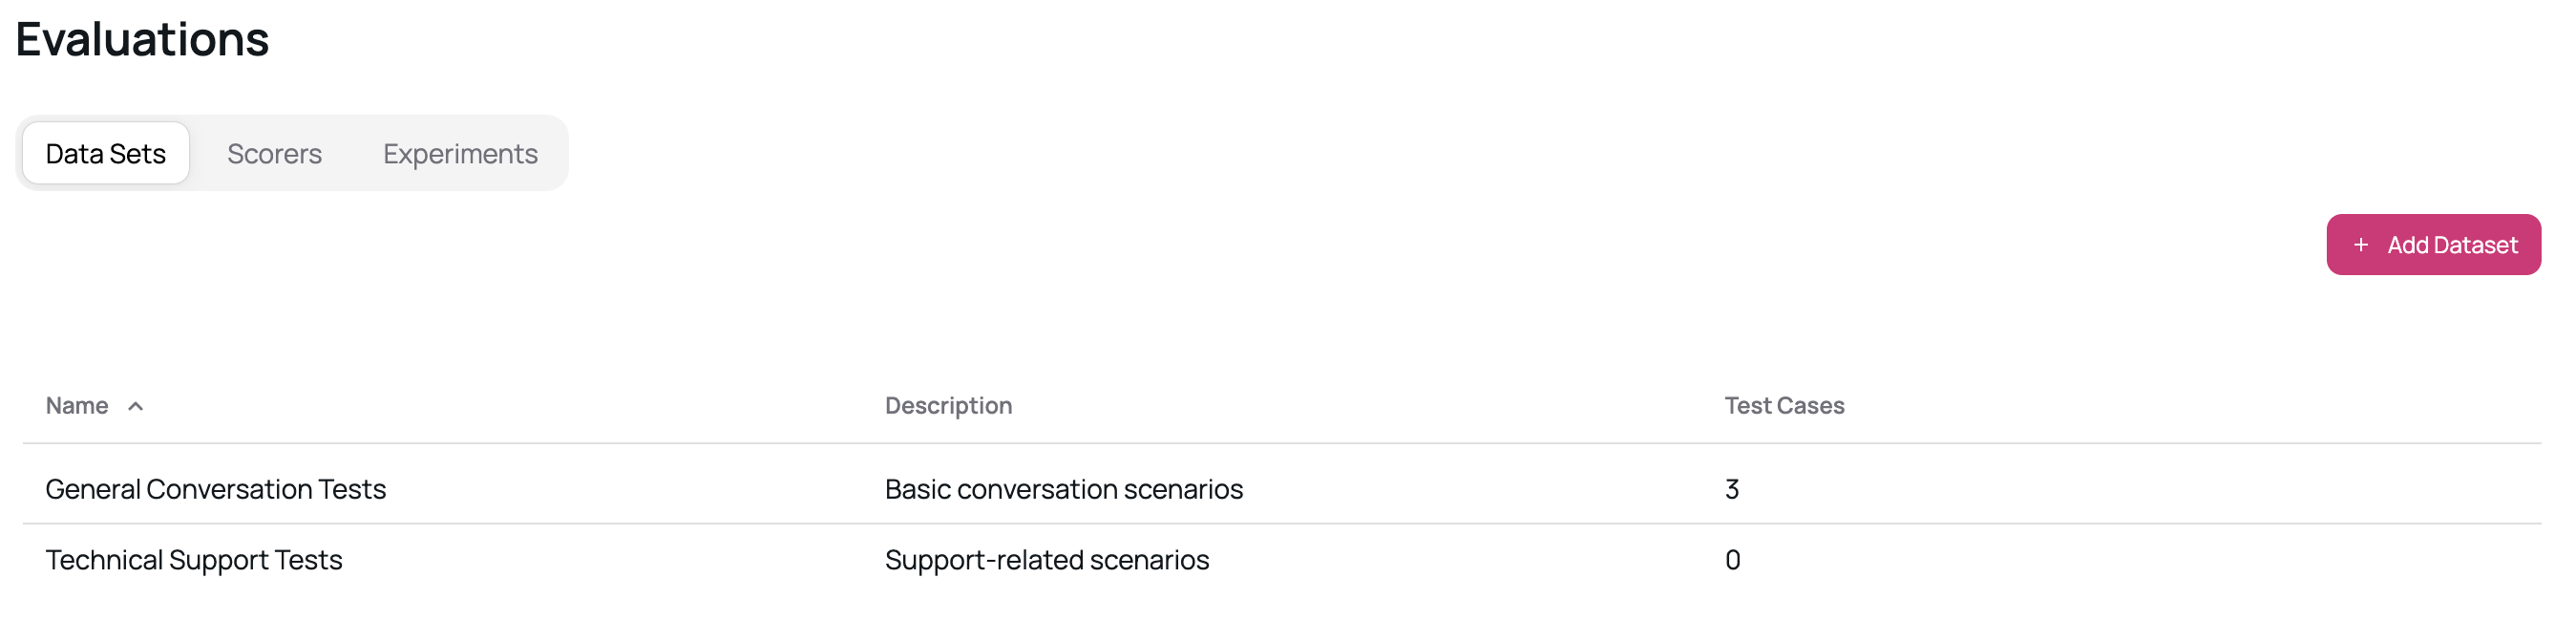 Evaluations
Data Sets Scorers Experiments
+ Add Dataset
Name Description Test Cases
General Conversation Tests Basic conversation scenarios 3
Technical Support Tests Support-related scenarios 0